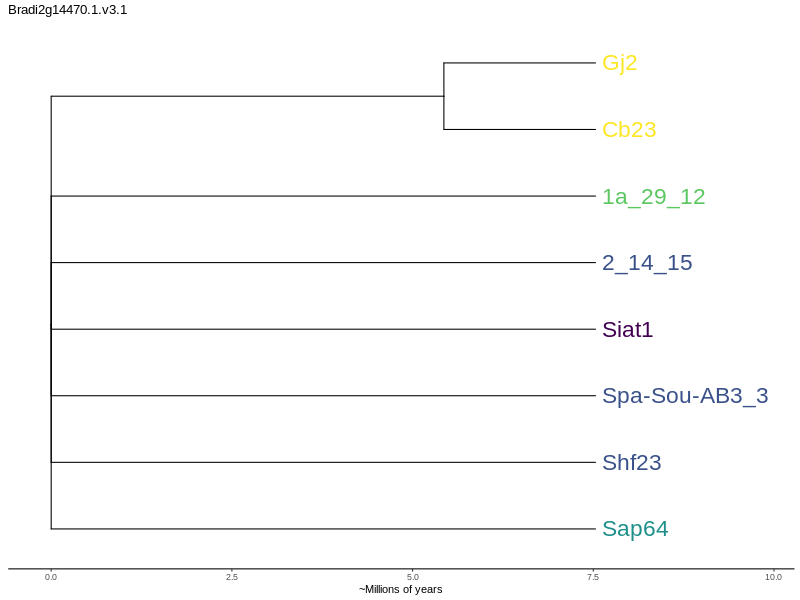 Bradi2g14470.1.v3.1
Gj2
Cb23
1a_29_12
2_14_15
Siat1
Spa-Sou-AB3_3
Shf23
Sap64
0.0 2.5 5.0 7.5 10.0
~Millions of years